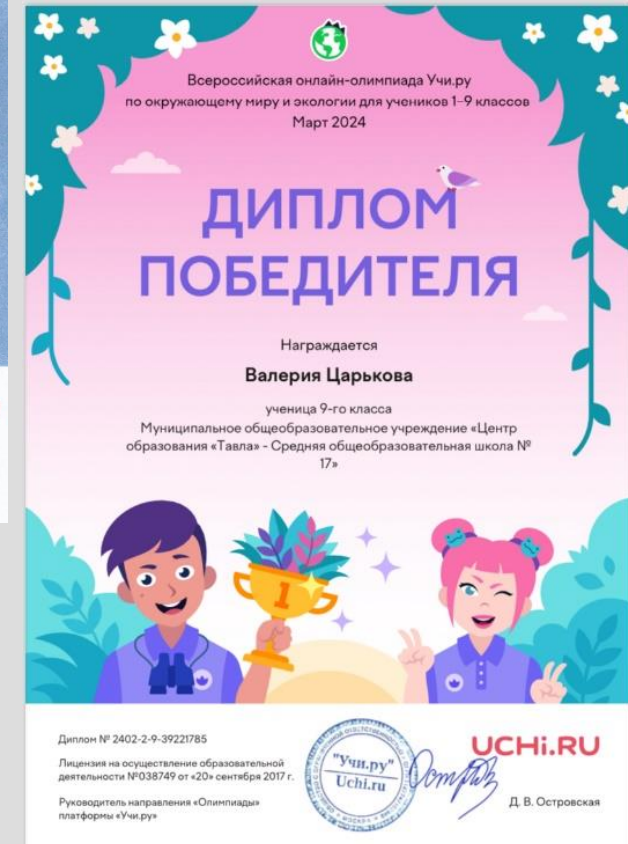 Всероссийская онлайн-олимпиада Учи.ру
по окружающему миру и экологии для учеников 1–9 классов
Март 2024
ДИПЛОМ
ПОБЕДИТЕЛЯ
Награждается
Валерия Царькова
ученица 9-го класса
Муниципальное общеобразовательное учреждение «Центр
образования «Тавла» - Средняя общеобразовательная школа №
17»
1
Диплом № 2402-2-9-39221785
Лицензия на осуществление образовательной
деятельности №038749 от «20» сентября 2017 г.
Руководитель направления «Олимпиады»
платформы «Учи.ру»
"Учи.ру"
Uchi.ru
UCHi.RU
Д. В. Островская